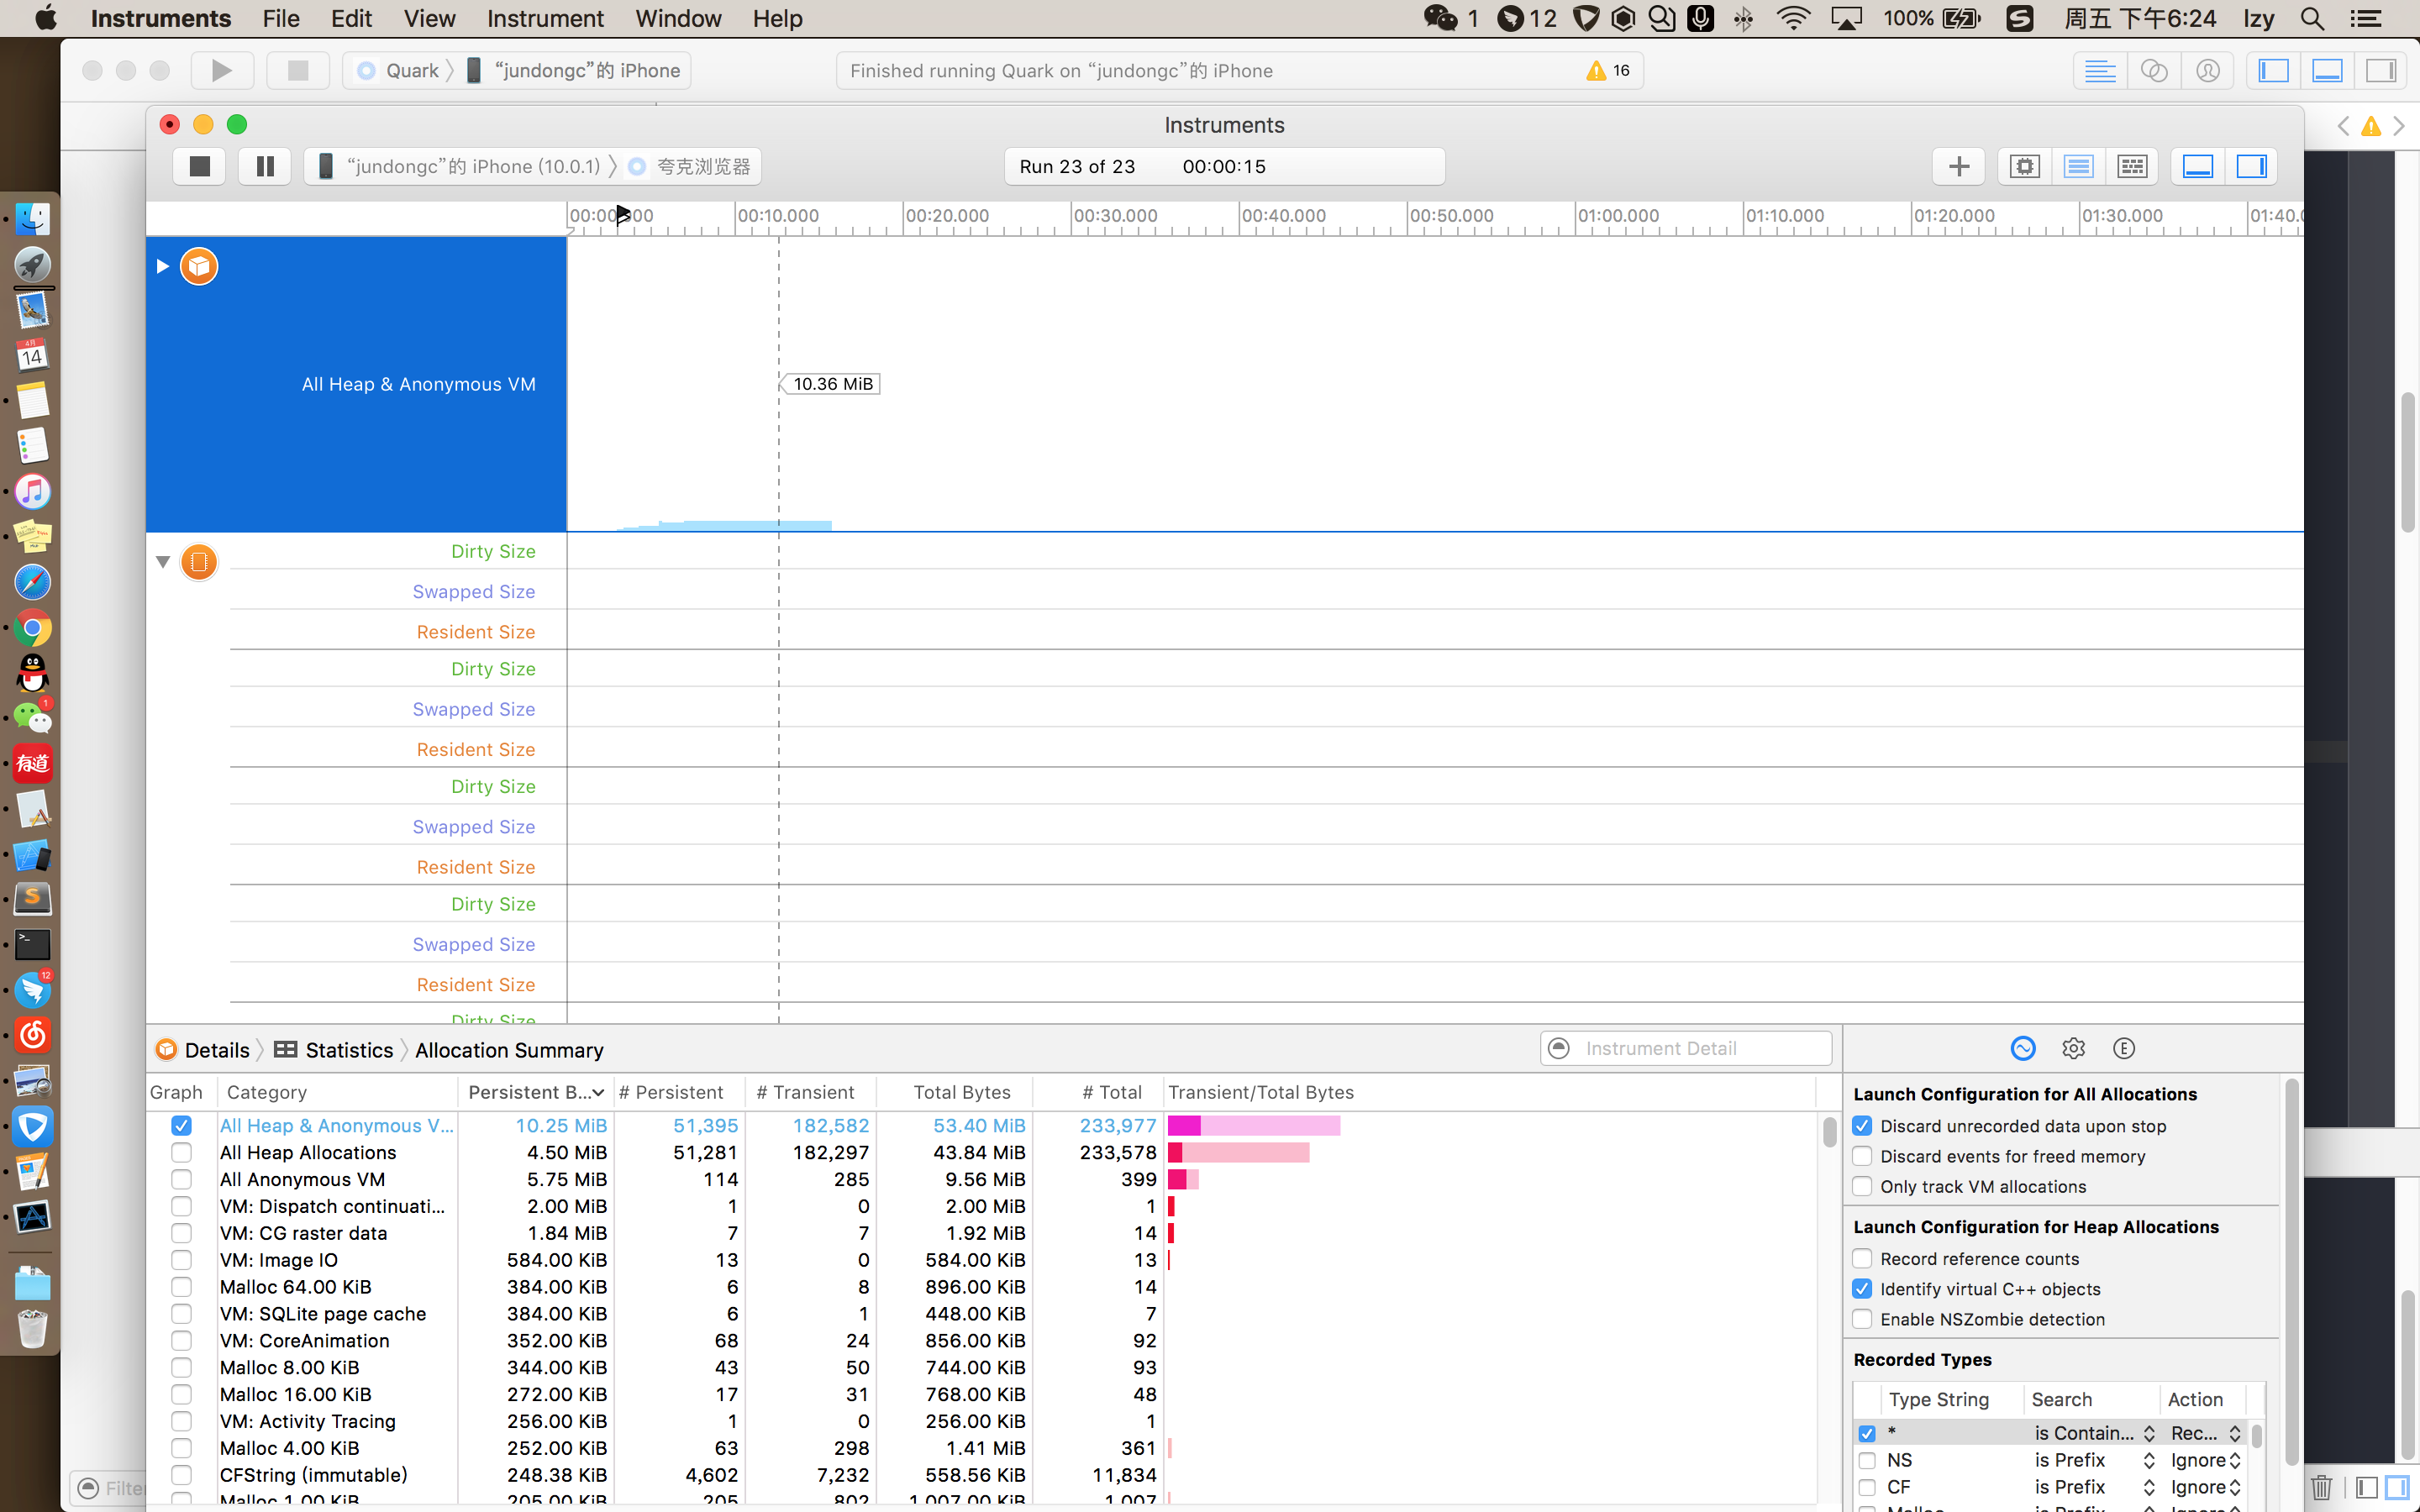 Instruments File Edit View Instrument Window Help 1 12 100% 周五 下午6:24 lzy
Quark “jundongc”的 iPhone Finished running Quark on “jundongc”的 iPhone 16
Instruments
“jundongc”的 iPhone (10.0.1) 夸克浏览器 Run 23 of 23 00:00:15
00:10.000 00:20.000 00:30.000 00:40.000 00:50.000 01:00.000 01:10.000 01:20.000 01:30.000
All Heap & Anonymous VM
10.36 MiB
Dirty Size
Swapped Size
Resident Size
Dirty Size
Swapped Size
Resident Size
Dirty Size
Swapped Size
Resident Size
Dirty Size
Swapped Size
Resident Size
Dirty Size
Details Statistics Allocation Summary Instrument Detail
Graph Category Persistent B... # Persistent # Transient Total Bytes # Total Transient/Total Bytes
All Heap & Anonymous V... 10.25 MiB 51,395 182,582 53.40 MiB 233,977
All Heap Allocations 4.50 MiB 51,281 182,297 43.84 MiB 233,578
All Anonymous VM 5.75 MiB 114 285 9.56 MiB 399
VM: Dispatch continuati... 2.00 MiB 1 0 2.00 MiB 1
VM: CG raster data 1.84 MiB 7 7 1.92 MiB 14
VM: Image IO 584.00 KiB 13 0 584.00 KiB 13
Malloc 64.00 KiB 384.00 KiB 6 8 896.00 KiB 14
VM: SQLite page cache 384.00 KiB 6 1 448.00 KiB 7
VM: CoreAnimation 352.00 KiB 68 24 856.00 KiB 92
Malloc 8.00 KiB 344.00 KiB 43 50 744.00 KiB 93
Malloc 16.00 KiB 272.00 KiB 17 31 768.00 KiB 48
VM: Activity Tracing 256.00 KiB 1 0 256.00 KiB 1
Malloc 4.00 KiB 252.00 KiB 63 298 1.41 MiB 361
CFString (immutable) 248.38 KiB 4,602 7,232 558.56 KiB 11,834
Malloc 1.00 KiB 205.00 KiB 205 802 1,007.00 KiB 1,007
Launch Configuration for All Allocations
Discard unrecorded data upon stop
Discard events for freed memory
Only track VM allocations
Launch Configuration for Heap Allocations
Record reference counts
Identify virtual C++ objects
Enable NSZombie detection
Recorded Types
Type String Search Action
* is Contain... Rec...
NS is Prefix Ignore
CF is Prefix Ignore
Malloc is Prefix Ignore
4月
14
1
有道
12